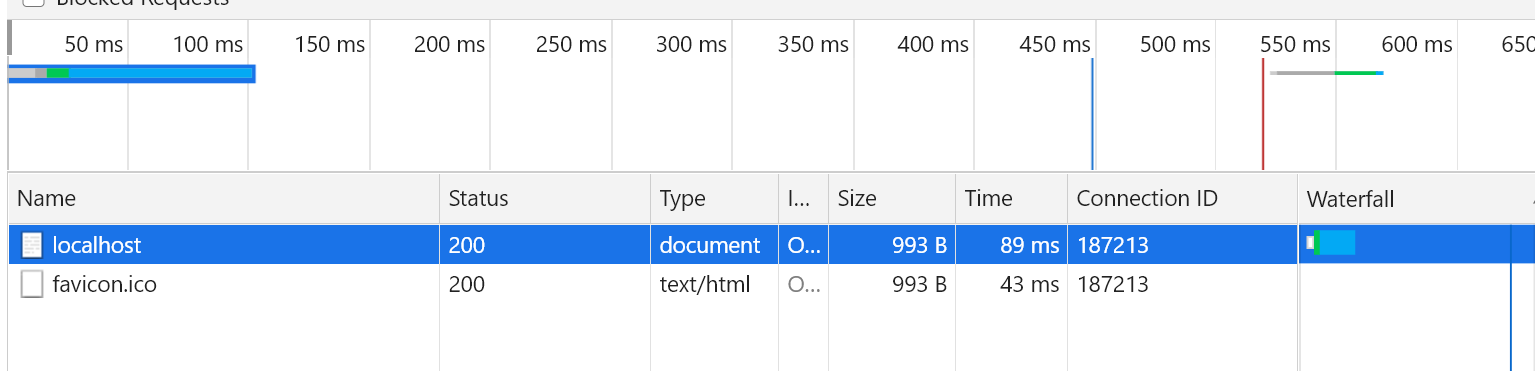 Blocked Requests
50 ms 100 ms 150 ms 200 ms 250 ms 300 ms 350 ms 400 ms 450 ms 500 ms 550 ms 600 ms 650
Name Status Type I... Size Time Connection ID Waterfall
localhost 200 document O... 993 B 89 ms 187213
favicon.ico 200 text/html O... 993 B 43 ms 187213